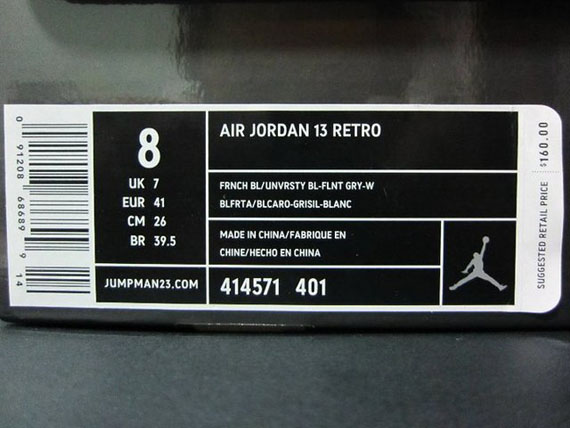 0 91208 68689 9 14
8
UK 7
EUR 41
CM 26
BR 39.5
JUMPMAN23.COM
AIR JORDAN 13 RETRO
FRNCH BL/UNVRSTY BL-FLNT GRY-W
BLFRTA/BLCARO-GRISIL-BLANC
MADE IN CHINA/FABRIQUE EN
CHINE/HECHO EN CHINA
414571 401
SUGGESTED RETAIL PRICE $160.00